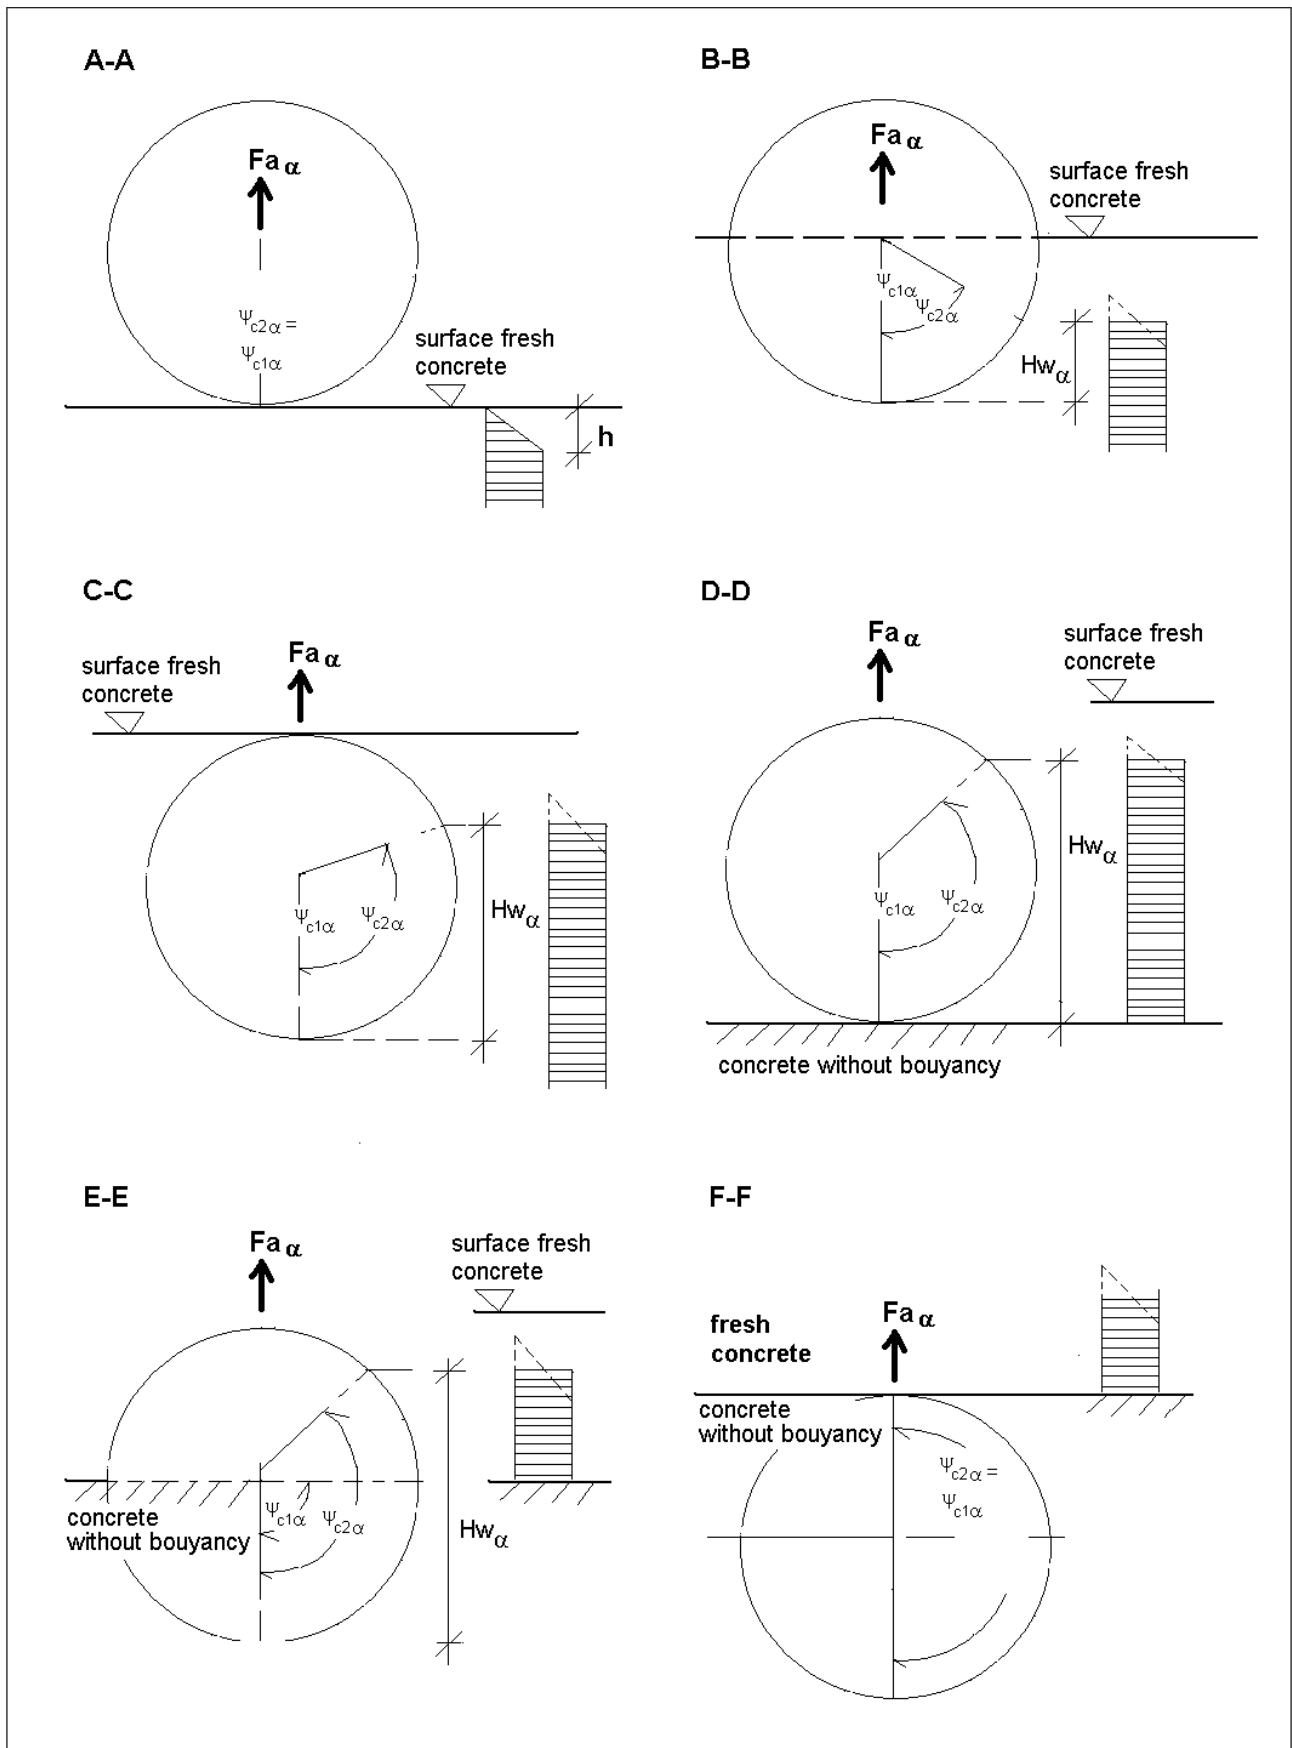 A-A
Fa α
Ψc2α =
Ψc1α
surface fresh
concrete
h
B-B
Fa α
surface fresh
concrete
Ψc1α
Ψc2α
Hwα
C-C
surface fresh
concrete
Fa α
Ψc1α
Ψc2α
Hwα
D-D
Fa α
surface fresh
concrete
Ψc1α
Ψc2α
Hwα
concrete without bouyancy
E-E
Fa α
surface fresh
concrete
concrete
without bouyancy
Ψc1α
Ψc2α
Hwα
F-F
fresh
concrete
Fa α
concrete
without bouyancy
Ψc2α =
Ψc1α